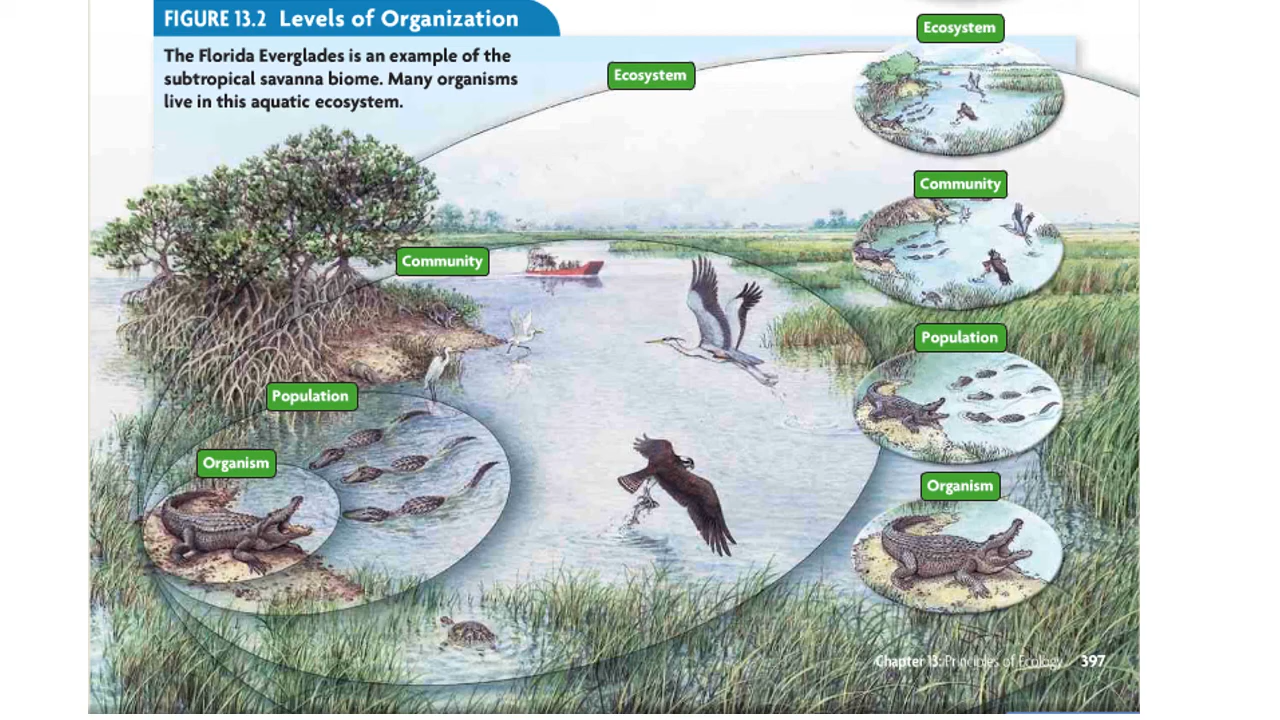 FIGURE 13.2 Levels of Organization
The Florida Everglades is an example of the
subtropical savanna biome. Many organisms
live in this aquatic ecosystem.
Ecosystem
Community
Population
Organism
Ecosystem
Community
Population
Organism
Chapter 13: Principles of Ecology 397